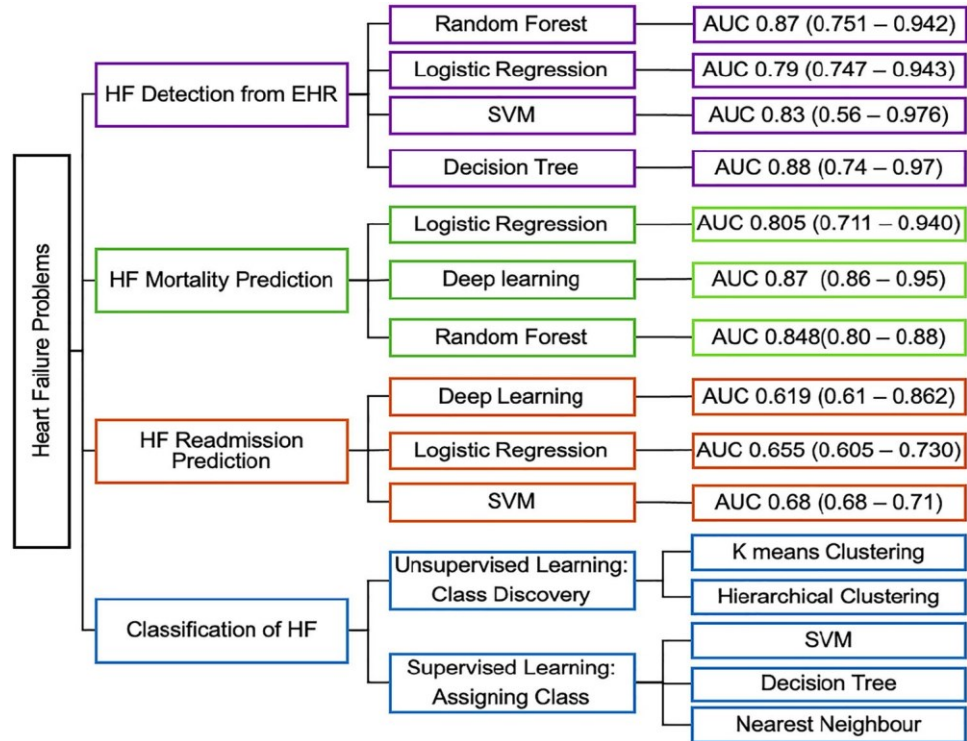 Heart Failure Problems
HF Detection from EHR
Random Forest
AUC 0.87 (0.751 – 0.942)
Logistic Regression
AUC 0.79 (0.747 – 0.943)
SVM
AUC 0.83 (0.56 – 0.976)
Decision Tree
AUC 0.88 (0.74 – 0.97)
HF Mortality Prediction
Logistic Regression
AUC 0.805 (0.711 – 0.940)
Deep learning
AUC 0.87 (0.86 – 0.95)
Random Forest
AUC 0.848(0.80 – 0.88)
HF Readmission
Prediction
Deep Learning
AUC 0.619 (0.61 – 0.862)
Logistic Regression
AUC 0.655 (0.605 – 0.730)
SVM
AUC 0.68 (0.68 – 0.71)
Classification of HF
Unsupervised Learning:
Class Discovery
K means Clustering
Hierarchical Clustering
Supervised Learning:
Assigning Class
SVM
Decision Tree
Nearest Neighbour